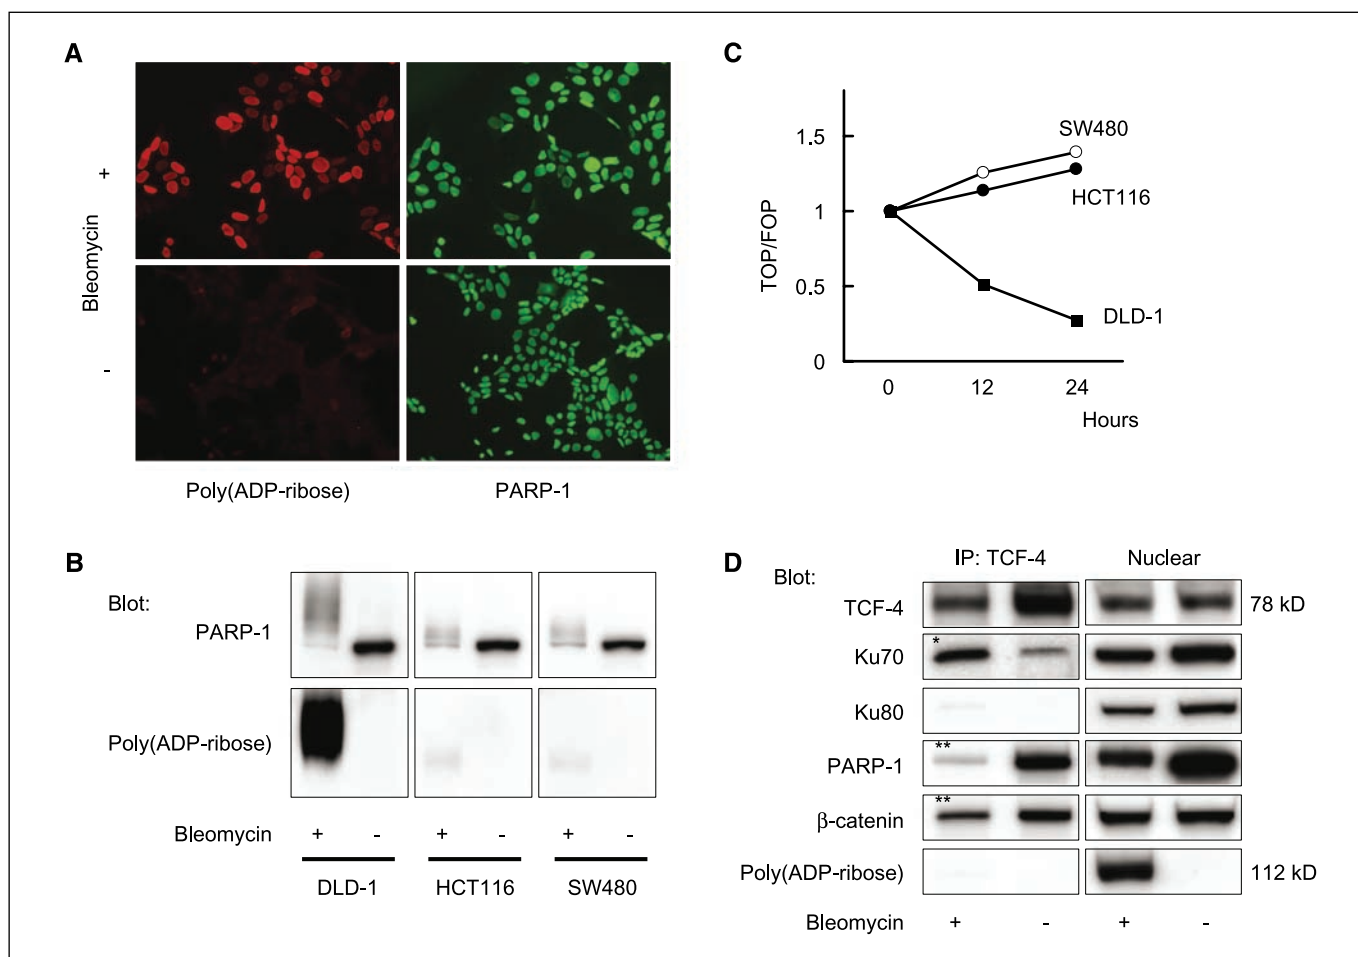 A
Bleomycin
+
-
Poly(ADP-ribose)
PARP-1
B
Blot:
PARP-1
Poly(ADP-ribose)
Bleomycin
+ - + - + -
DLD-1 HCT116 SW480
C
TOP/FOP
1.5
1
0.5
0
SW480
HCT116
DLD-1
0 12 24
Hours
D
Blot:
IP: TCF-4 Nuclear
TCF-4 78 kD
Ku70 *
Ku80
PARP-1 **
β-catenin **
Poly(ADP-ribose) 112 kD
Bleomycin + - + -